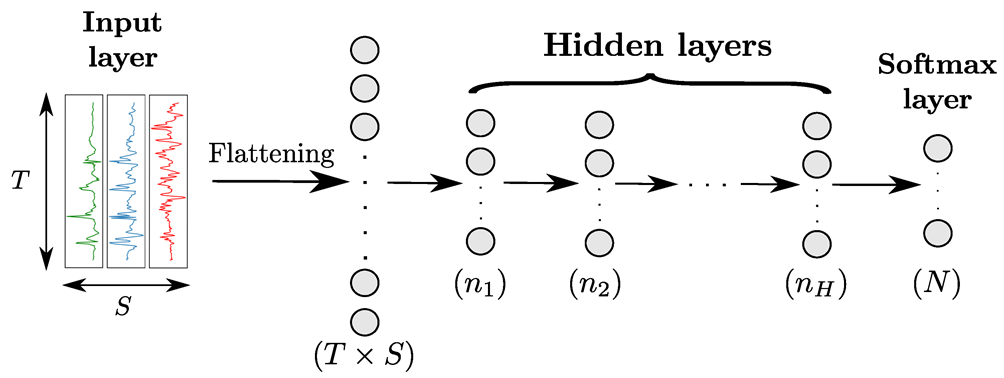 Input
layer
T
S
Flattening
(T × S)
Hidden layers
(n₁)
(n₂)
(n_H)
Softmax
layer
(N)